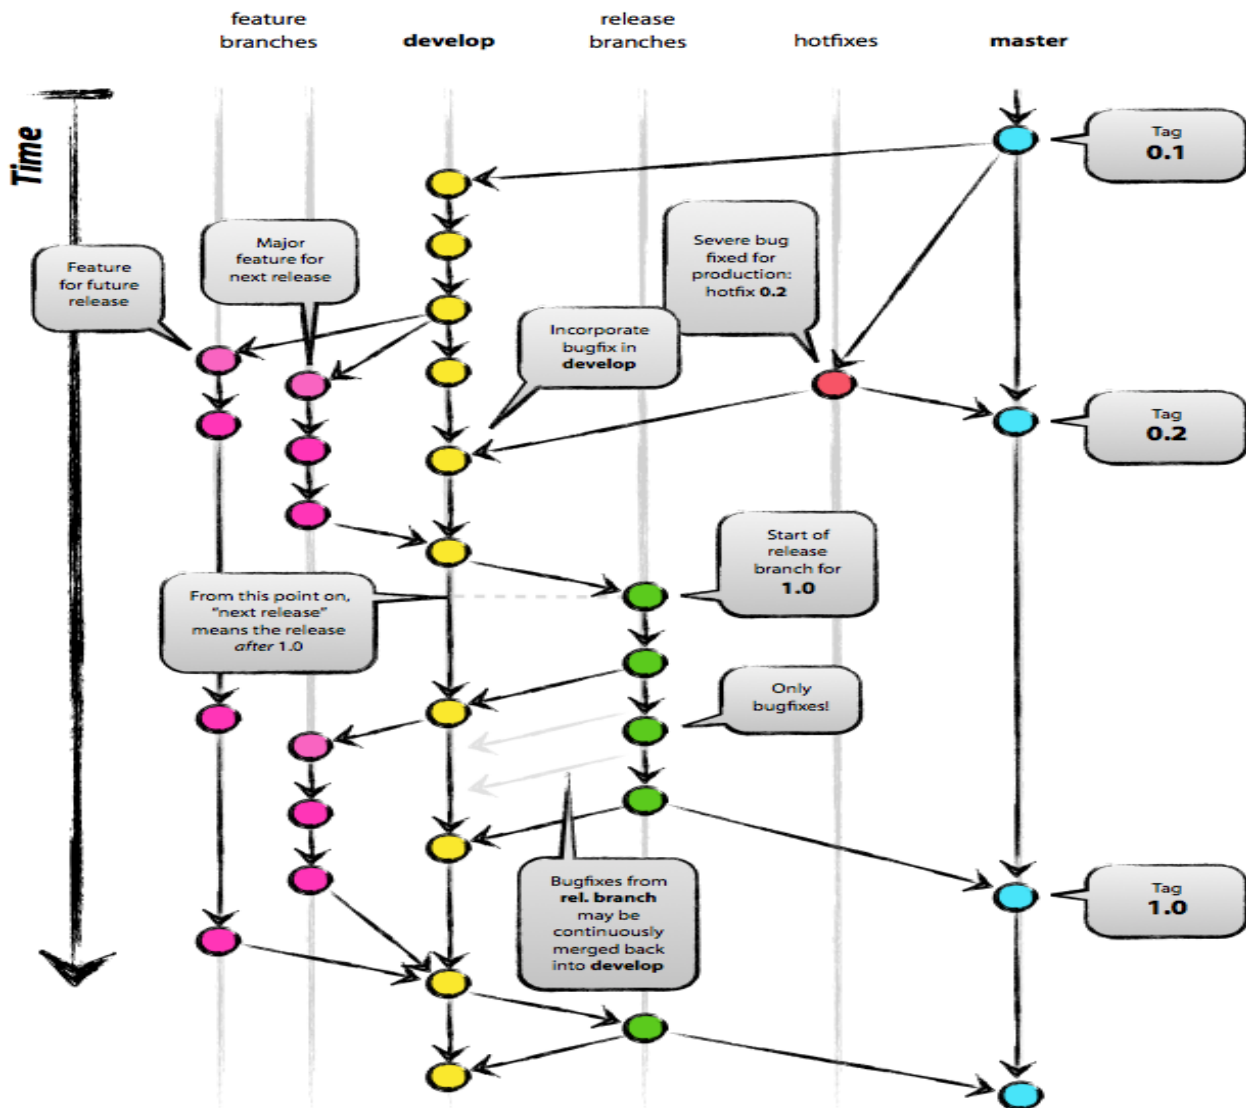 feature
branches
develop
release
branches
hotfixes
master
Time
Tag
0.1
Major
feature for
next release
Feature
for future
release
Severe bug
fixed for
production:
hotfix 0.2
Incorporate
bugfix in
develop
Tag
0.2
Start of
release
branch for
1.0
From this point on,
“next release”
means the release
after 1.0
Only
bugfixes!
Bugfixes from
rel. branch
may be
continuously
merged back
into develop
Tag
1.0